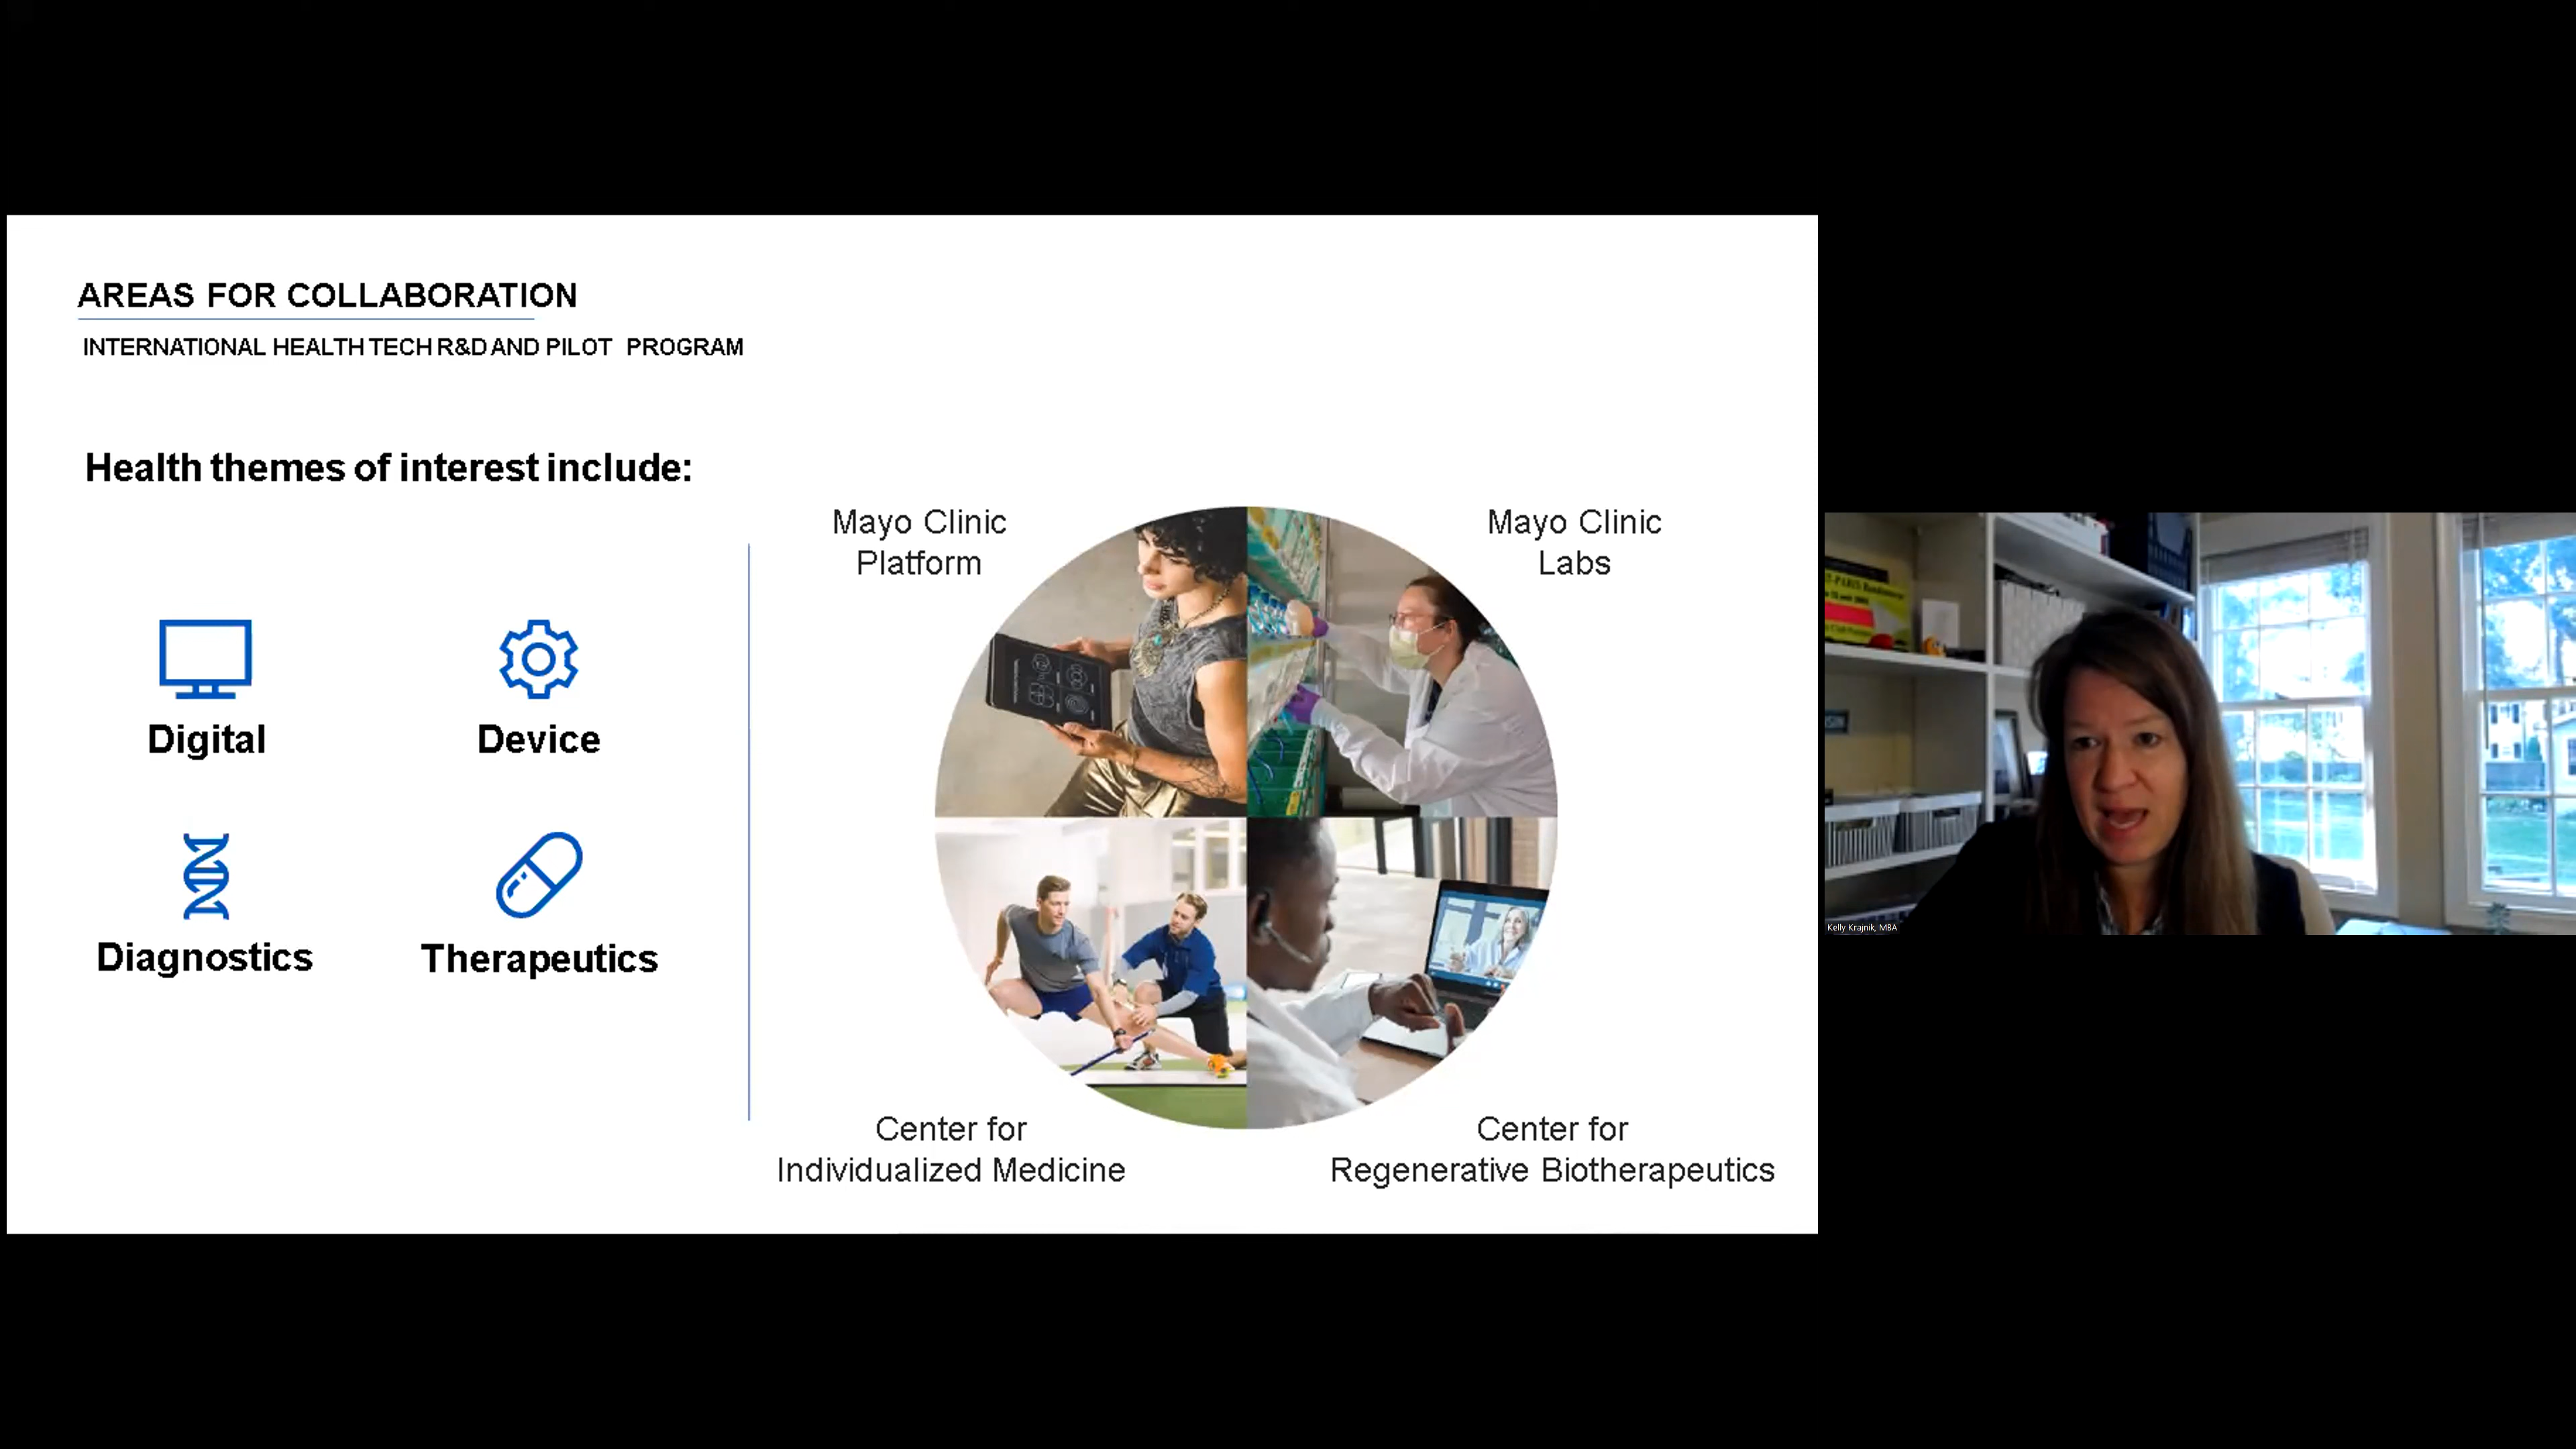 AREAS FOR COLLABORATION
INTERNATIONAL HEALTH TECH R&D AND PILOT PROGRAM
Health themes of interest include:
Digital
Device
Diagnostics
Therapeutics
Mayo Clinic
Platform
Mayo Clinic
Labs
Center for
Individualized Medicine
Center for
Regenerative Biotherapeutics
Kelly Krajnik, MBA